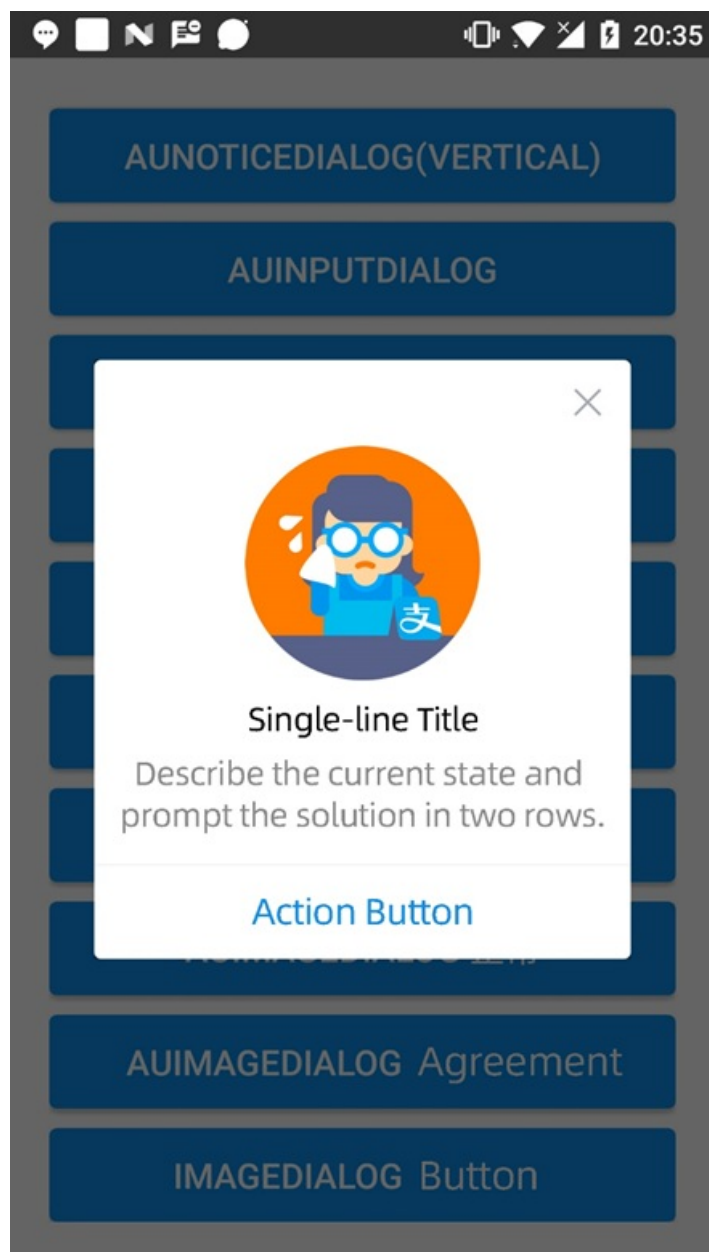 20:35
AUNOTICEDIALOG(VERTICAL)
AUINPUTDIALOG
支
Single-line Title
Describe the current state and
prompt the solution in two rows.
Action Button
AUIMAGEDIALOG Agreement
IMAGEDIALOG Button